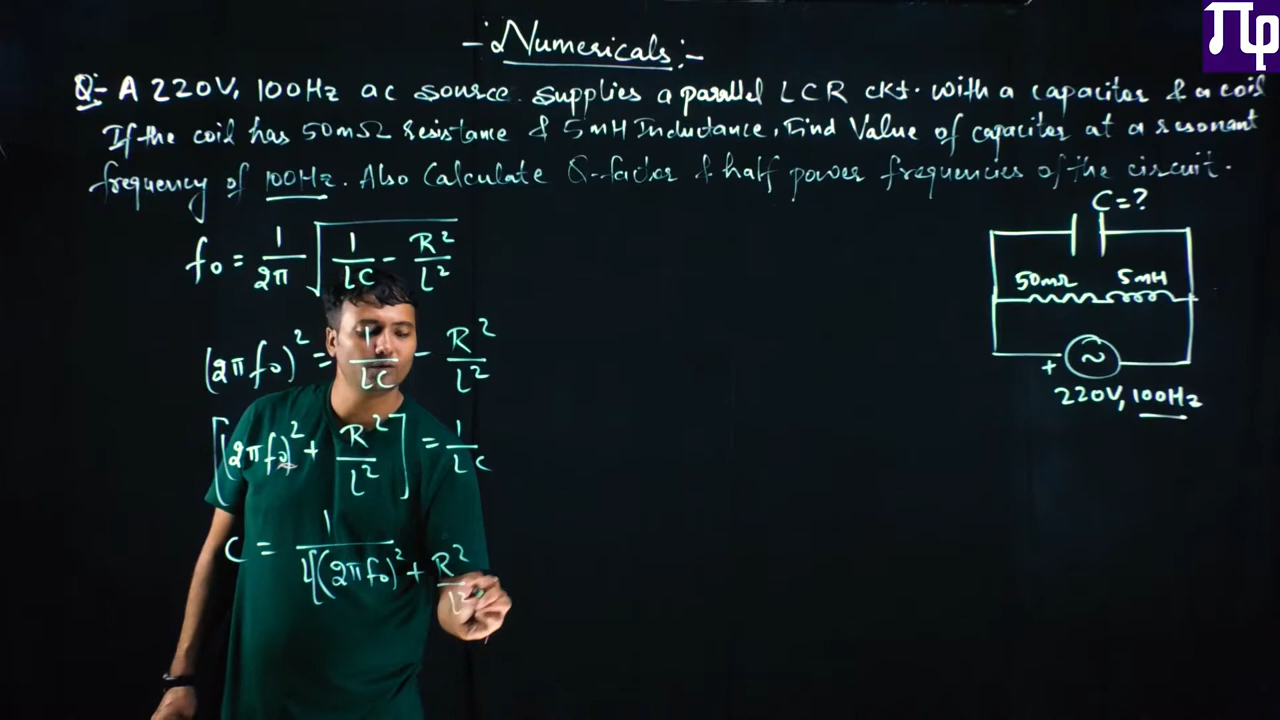 -:Numericals:-
Q:- A 220V, 100Hz ac source supplies a parallel LCR ckt. with a capacitor & a coil
If the coil has 50mΩ resistance & 5mH Inductance, Find Value of capacitor at a resonant
frequency of 100Hz. Also Calculate Q-factor & half power frequencies of the circuit.
f₀ = 1/2π √(1/LC - R²/L²)
(2πf₀)² = 1/LC - R²/L²
[(2πf₀)² + R²/L²] = 1/LC
C = 1/L[(2πf₀)² + R²/L²
C=?
50mΩ 5mH
+ ~
220V, 100Hz
πφ